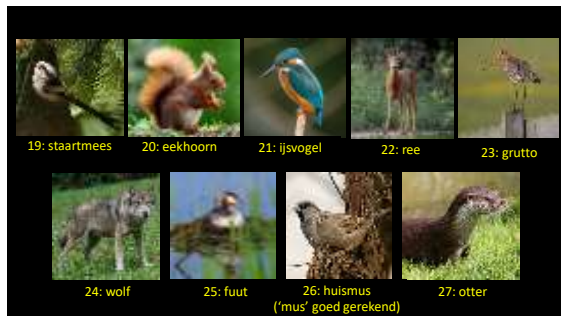 19: staartmees
20: eekhoorn
21: ijsvogel
22: ree
23: grutto
24: wolf
25: fuut
26: huismus
(‘mus’ goed gerekend)
27: otter